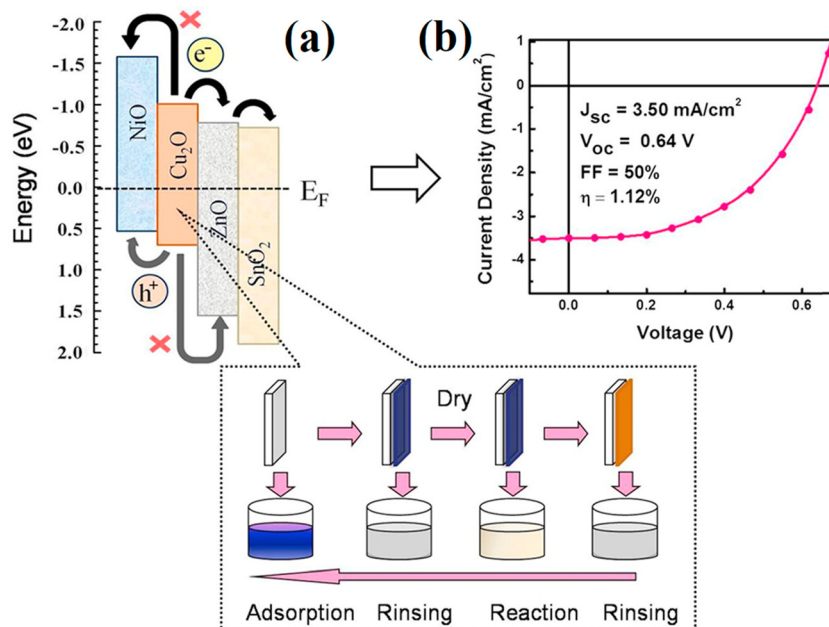 (a)
Energy (eV)
-2.0
-1.5
-1.0
-0.5
0.0
0.5
1.0
1.5
2.0
NiO
Cu₂O
ZnO
SnO₂
e⁻
h⁺
E_F
(b)
Current Density (mA/cm²)
1
0
-1
-2
-3
-4
J_SC = 3.50 mA/cm²
V_OC = 0.64 V
FF = 50%
η = 1.12%
0.0 0.2 0.4 0.6
Voltage (V)
Dry
Adsorption Rinsing Reaction Rinsing